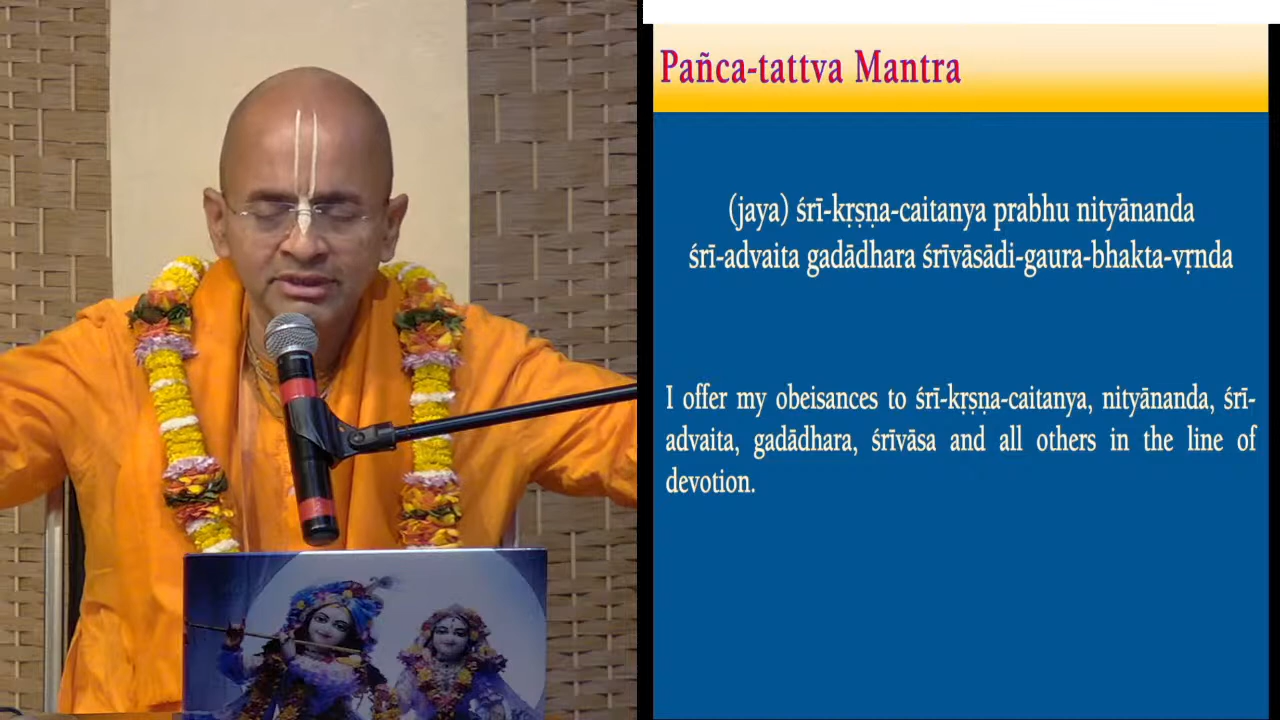 Pañca-tattva Mantra
(jaya) śrī-kṛṣṇa-caitanya prabhu nityānanda
śrī-advaita gadādhara śrīvāsādi-gaura-bhakta-vṛnda
I offer my obeisances to śrī-kṛṣṇa-caitanya, nityānanda, śrī-
advaita, gadādhara, śrīvāsa and all others in the line of
devotion.